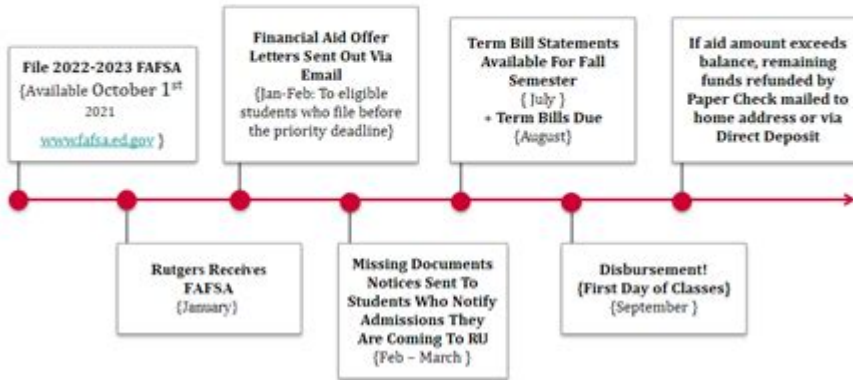 File 2022-2023 FAFSA
{Available October 1st
2021
www.fafsa.ed.gov }
Rutgers Receives
FAFSA
{January}
Financial Aid Offer
Letters Sent Out Via
Email
{Jan-Feb: To eligible
students who file before
the priority deadline}
Missing Documents
Notices Sent To
Students Who Notify
Admissions They
Are Coming To RU
{Feb – March }
Term Bill Statements
Available For Fall
Semester
{ July }
+ Term Bills Due
{August}
Disbursement!
{First Day of Classes}
{September }
If aid amount exceeds
balance, remaining
funds refunded by
Paper Check mailed to
home address or via
Direct Deposit